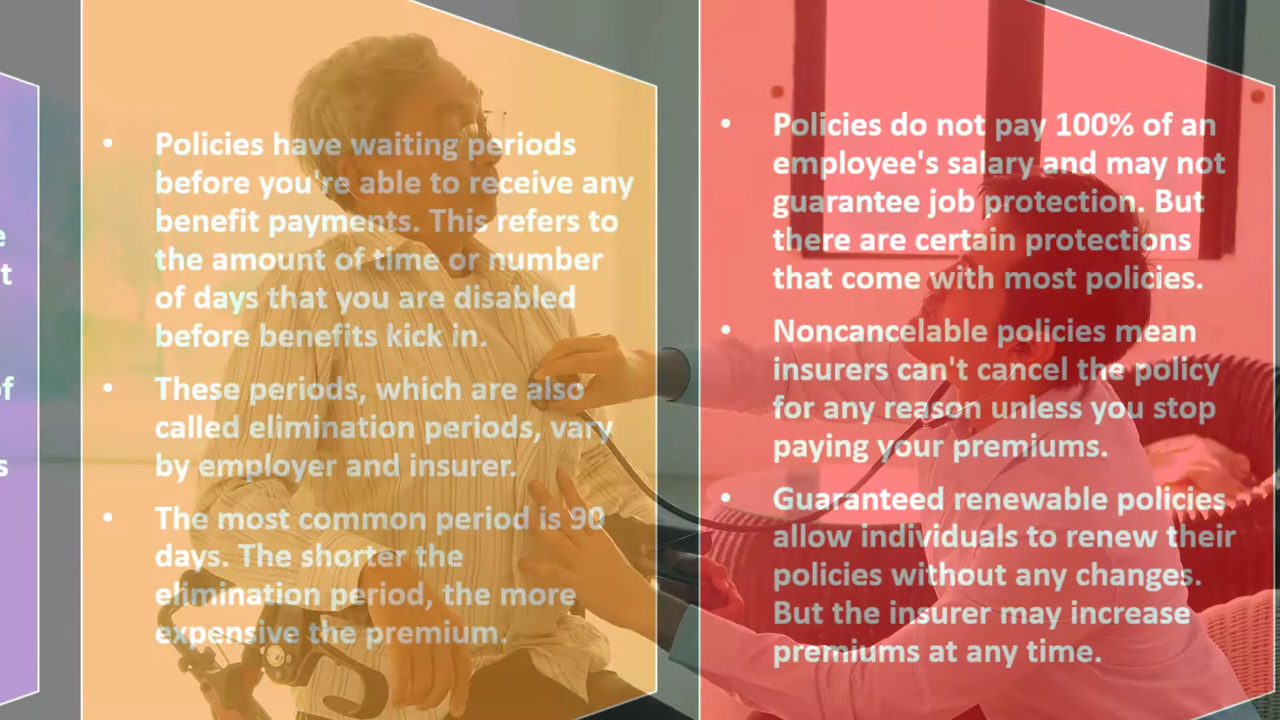 e
t
of
s
• Policies have waiting periods
before you're able to receive any
benefit payments. This refers to
the amount of time or number
of days that you are disabled
before benefits kick in.
• These periods, which are also
called elimination periods, vary
by employer and insurer.
• The most common period is 90
days. The shorter the
elimination period, the more
expensive the premium.
• Policies do not pay 100% of an
employee's salary and may not
guarantee job protection. But
there are certain protections
that come with most policies.
• Noncancelable policies mean
insurers can't cancel the policy
for any reason unless you stop
paying your premiums.
• Guaranteed renewable policies
allow individuals to renew their
policies without any changes.
But the insurer may increase
premiums at any time.